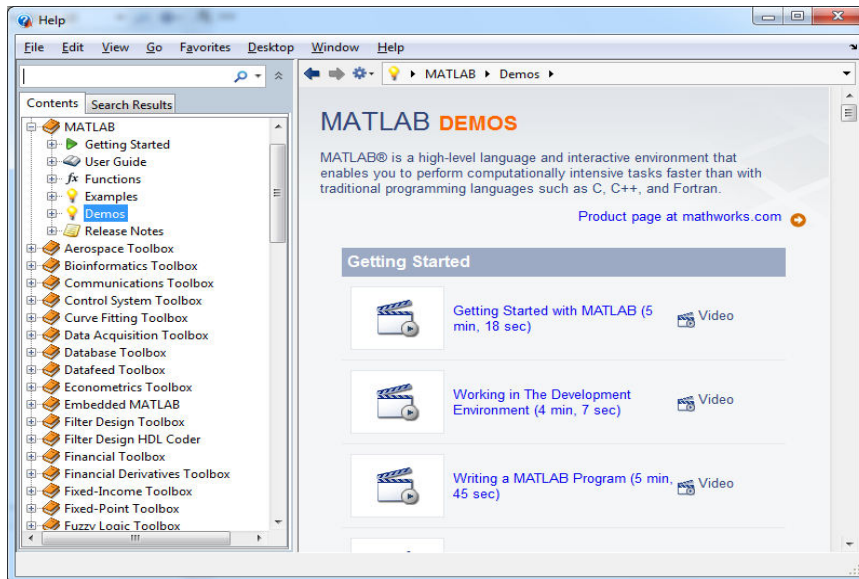 Help
File Edit View Go Favorites Desktop Window Help
MATLAB Demos
Contents Search Results
MATLAB
Getting Started
User Guide
fx Functions
Examples
Demos
Release Notes
Aerospace Toolbox
Bioinformatics Toolbox
Communications Toolbox
Control System Toolbox
Curve Fitting Toolbox
Data Acquisition Toolbox
Database Toolbox
Datafeed Toolbox
Econometrics Toolbox
Embedded MATLAB
Filter Design Toolbox
Filter Design HDL Coder
Financial Toolbox
Financial Derivatives Toolbox
Fixed-Income Toolbox
Fixed-Point Toolbox
Fuzzy Logic Toolbox
MATLAB DEMOS
MATLAB® is a high-level language and interactive environment that
enables you to perform computationally intensive tasks faster than with
traditional programming languages such as C, C++, and Fortran.
Product page at mathworks.com
Getting Started
Getting Started with MATLAB (5
min, 18 sec)
Video
Working in The Development
Environment (4 min, 7 sec)
Video
Writing a MATLAB Program (5 min,
45 sec)
Video